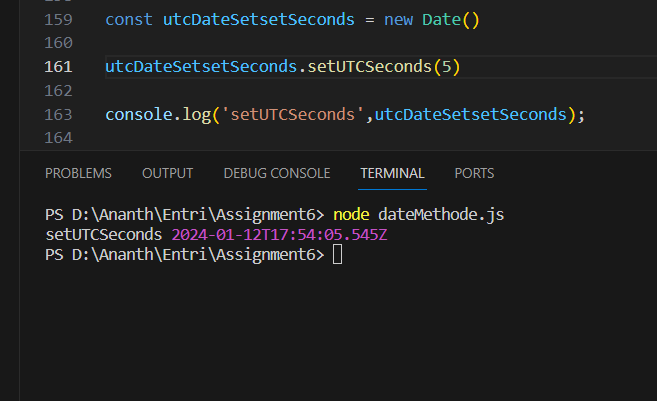 159 const utcDateSetsetSeconds = new Date()
160
161 utcDateSetsetSeconds.setUTCSeconds(5)
162
163 console.log('setUTCSeconds',utcDateSetsetSeconds);
164
PROBLEMS OUTPUT DEBUG CONSOLE TERMINAL PORTS
PS D:\Ananth\Entri\Assignment6> node dateMethode.js
setUTCSeconds 2024-01-12T17:54:05.545Z
PS D:\Ananth\Entri\Assignment6>